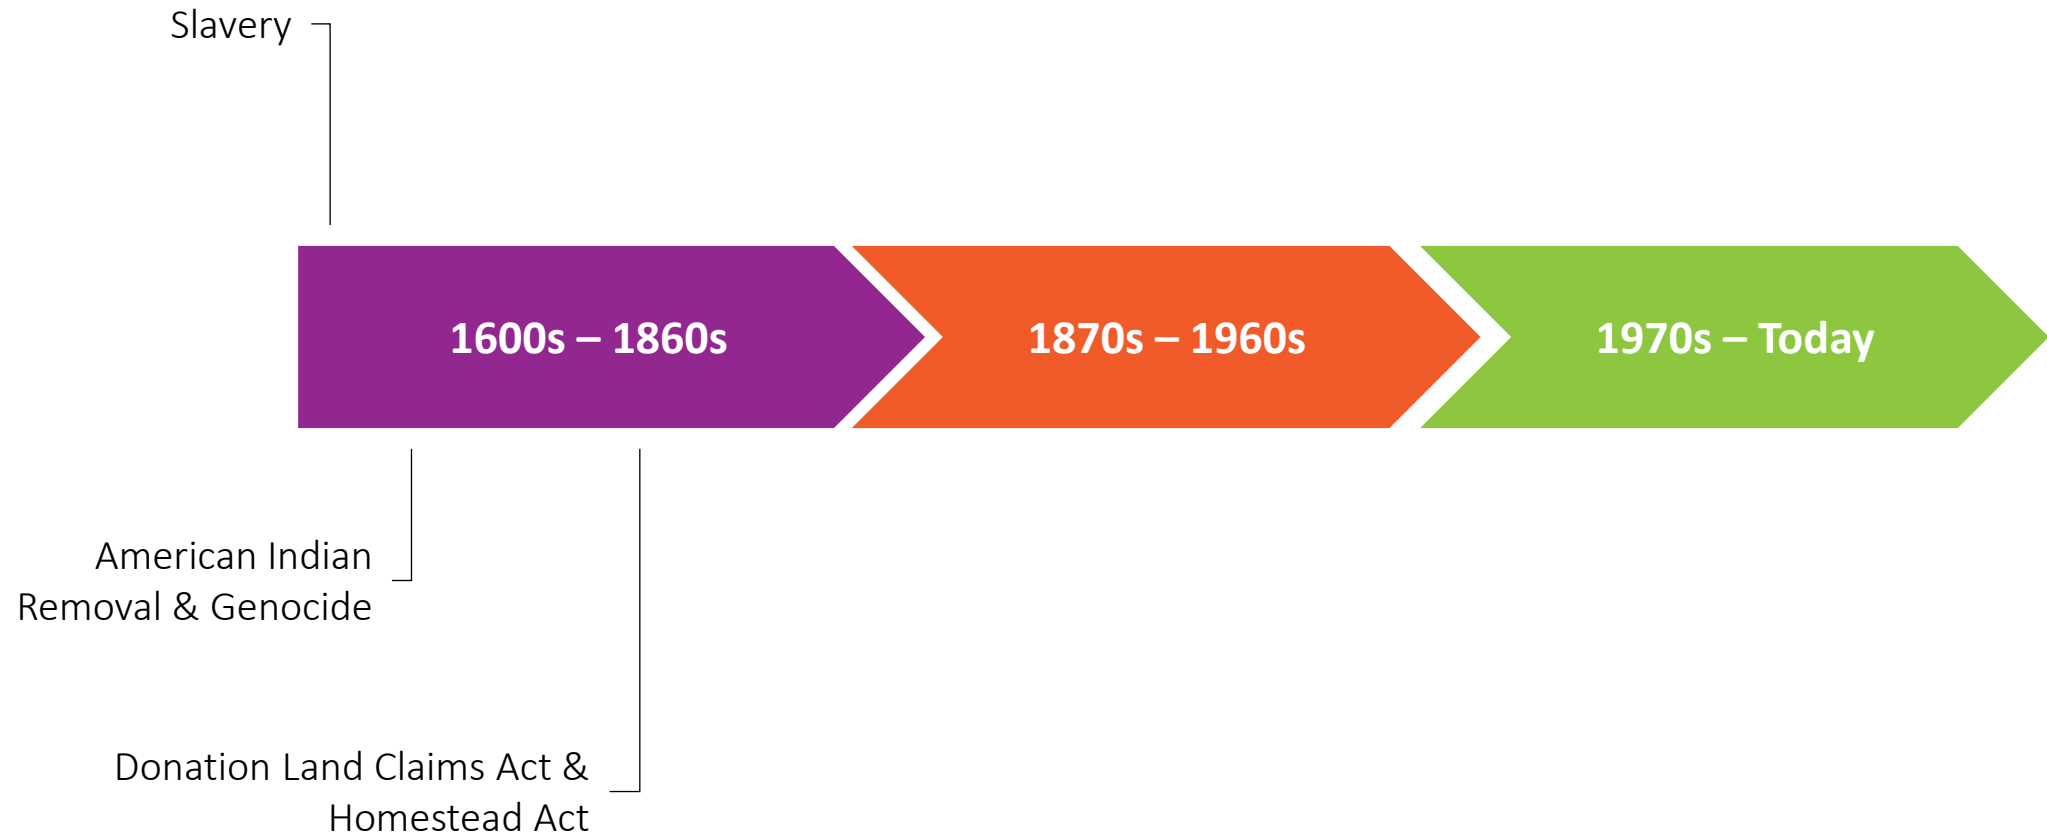 Slavery
1600s – 1860s
1870s – 1960s
1970s – Today
American Indian
Removal & Genocide
Donation Land Claims Act &
Homestead Act